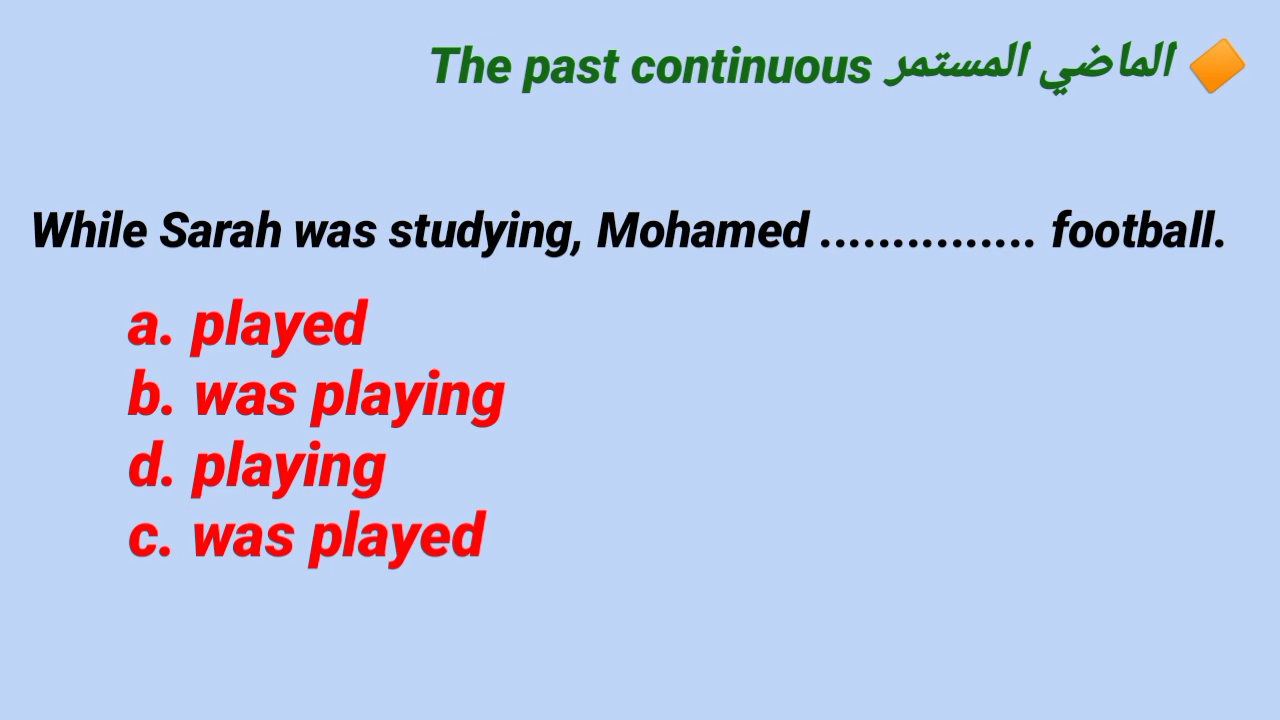 🔶 الماضي المستمر The past continuous
While Sarah was studying, Mohamed ............... football.
a. played
b. was playing
d. playing
c. was played